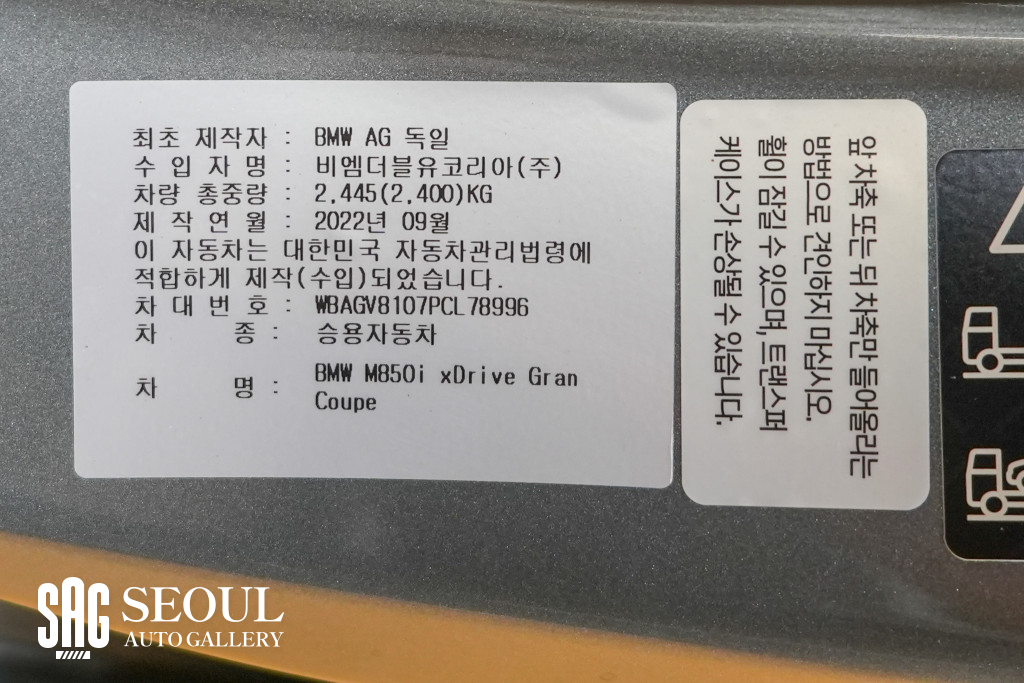 최초 제작자 : BMW AG 독일
수 입 자 명 : 비엠더블유코리아(주)
차량 총중량 : 2,445(2,400)KG
제 작 연 월 : 2022년 09월
이 자동차는 대한민국 자동차관리법령에
적합하게 제작(수입)되었습니다.
차 대 번 호 : WBAGV8107PCL78996
차 종 : 승용자동차
차 명 : BMW M850i xDrive Gran
Coupe
앞 차축 또는 뒤 차축만 들어올리는
방법으로 견인하지 마십시오.
휠이 잠길 수 있으며, 트랜스퍼
케이스가 손상될 수 있습니다.
SAG SEOUL
AUTO GALLERY